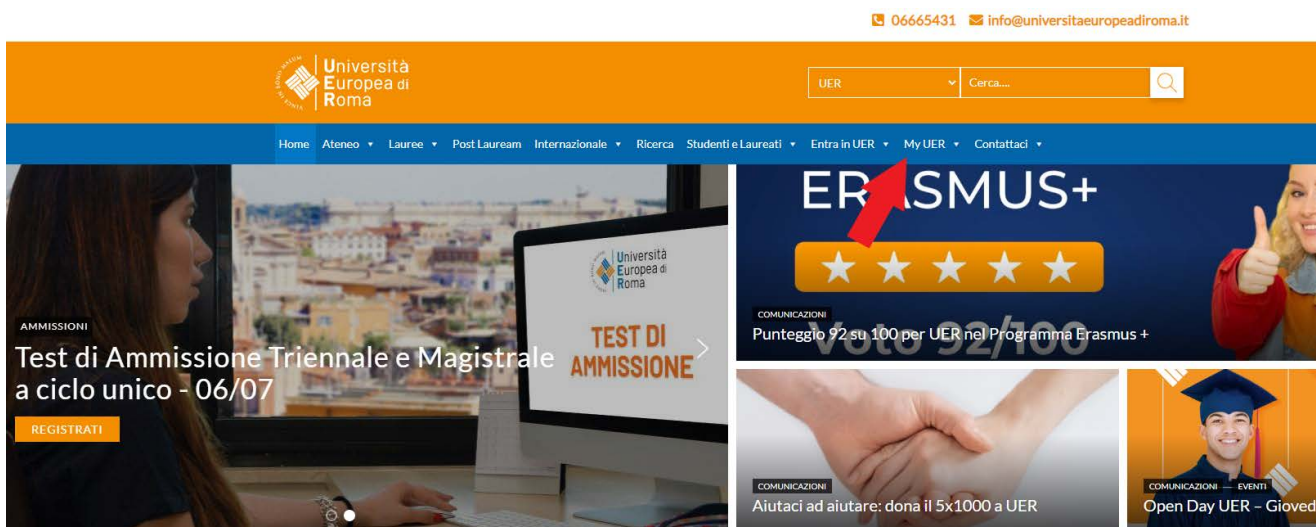 06665431 info@universitaeuropeadiroma.it
Università
Europea di
Roma
UER Cerca....
Home Ateneo Lauree Post Lauream Internazionale Ricerca Studenti e Laureati Entra in UER My UER Contattaci
ERASMUS+
Università
Europea di
Roma
TEST DI
AMMISSIONE
AMMISSIONI
Test di Ammissione Triennale e Magistrale
a ciclo unico - 06/07
REGISTRATI
COMUNICAZIONI
Punteggio 92 su 100 per UER nel Programma Erasmus +
Voto 92/100
COMUNICAZIONI
Aiutaci ad aiutare: dona il 5x1000 a UER
COMUNICAZIONI — EVENTI
Open Day UER – Gioved